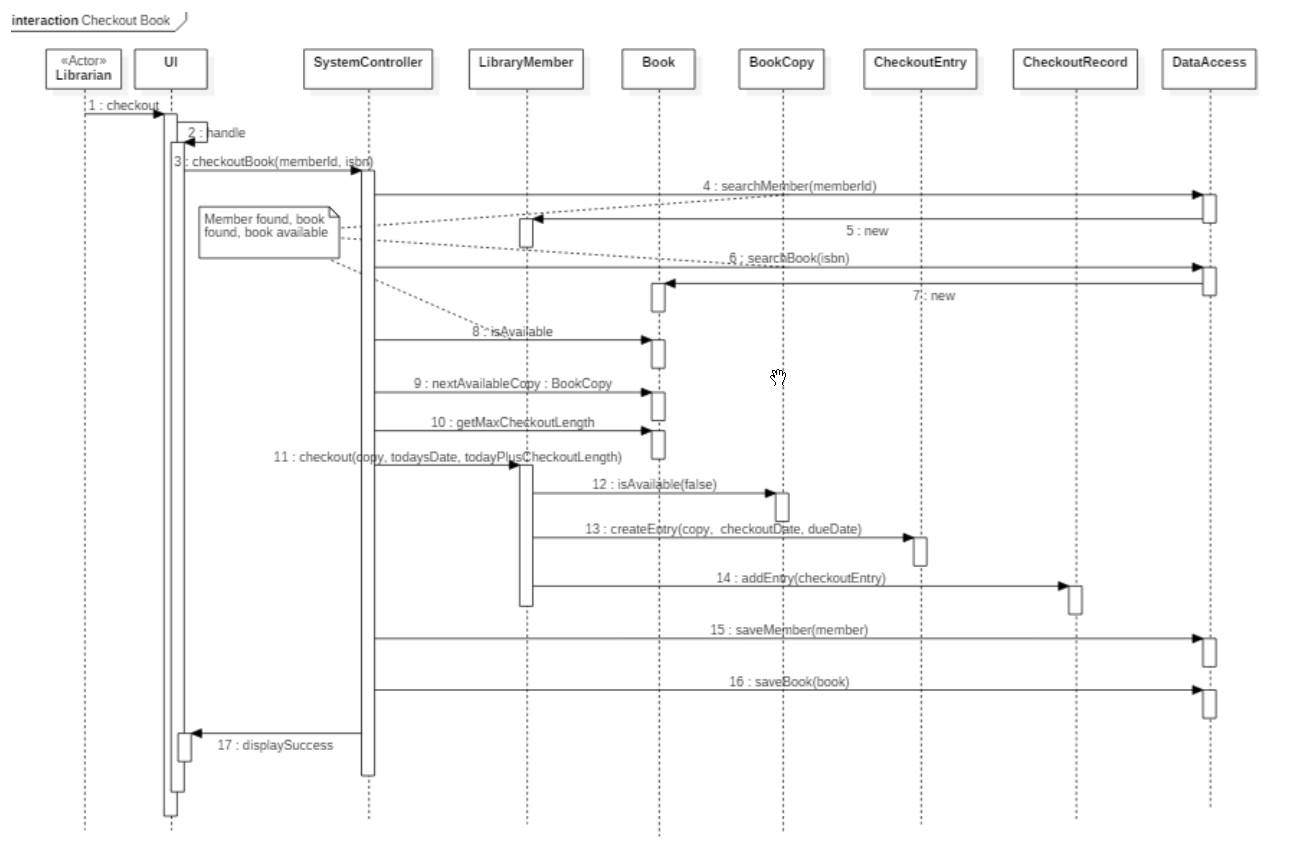 interaction Checkout Book
«Actor»
Librarian
UI
SystemController
LibraryMember
Book
BookCopy
CheckoutEntry
CheckoutRecord
DataAccess
1 : checkout
2 : handle
3 : checkoutBook(memberId, isbn)
4 : searchMember(memberId)
Member found, book
found, book available
5 : new
6 : searchBook(isbn)
7 : new
8 : isAvailable
9 : nextAvailableCopy : BookCopy
10 : getMaxCheckoutLength
11 : checkout(copy, todaysDate, todayPlusCheckoutLength)
12 : isAvailable(false)
13 : createEntry(copy, checkoutDate, dueDate)
14 : addEntry(checkoutEntry)
15 : saveMember(member)
16 : saveBook(book)
17 : displaySuccess